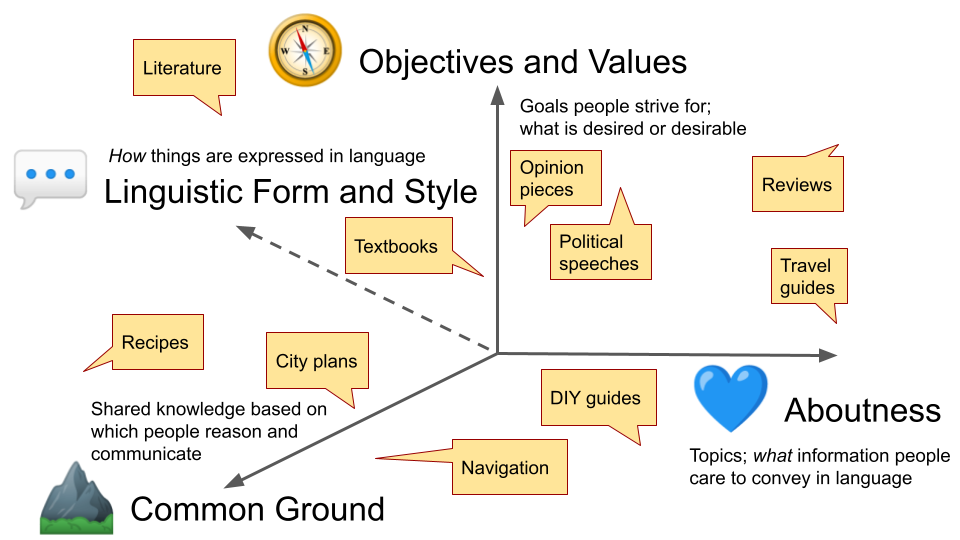 Literature
N
W
E
S
Objectives and Values
Goals people strive for;
what is desired or desirable
How things are expressed in language
Linguistic Form and Style
Opinion
pieces
Reviews
Textbooks
Political
speeches
Travel
guides
Recipes
City plans
DIY guides
Aboutness
Topics; what information people
care to convey in language
Shared knowledge based on
which people reason and
communicate
Navigation
Common Ground